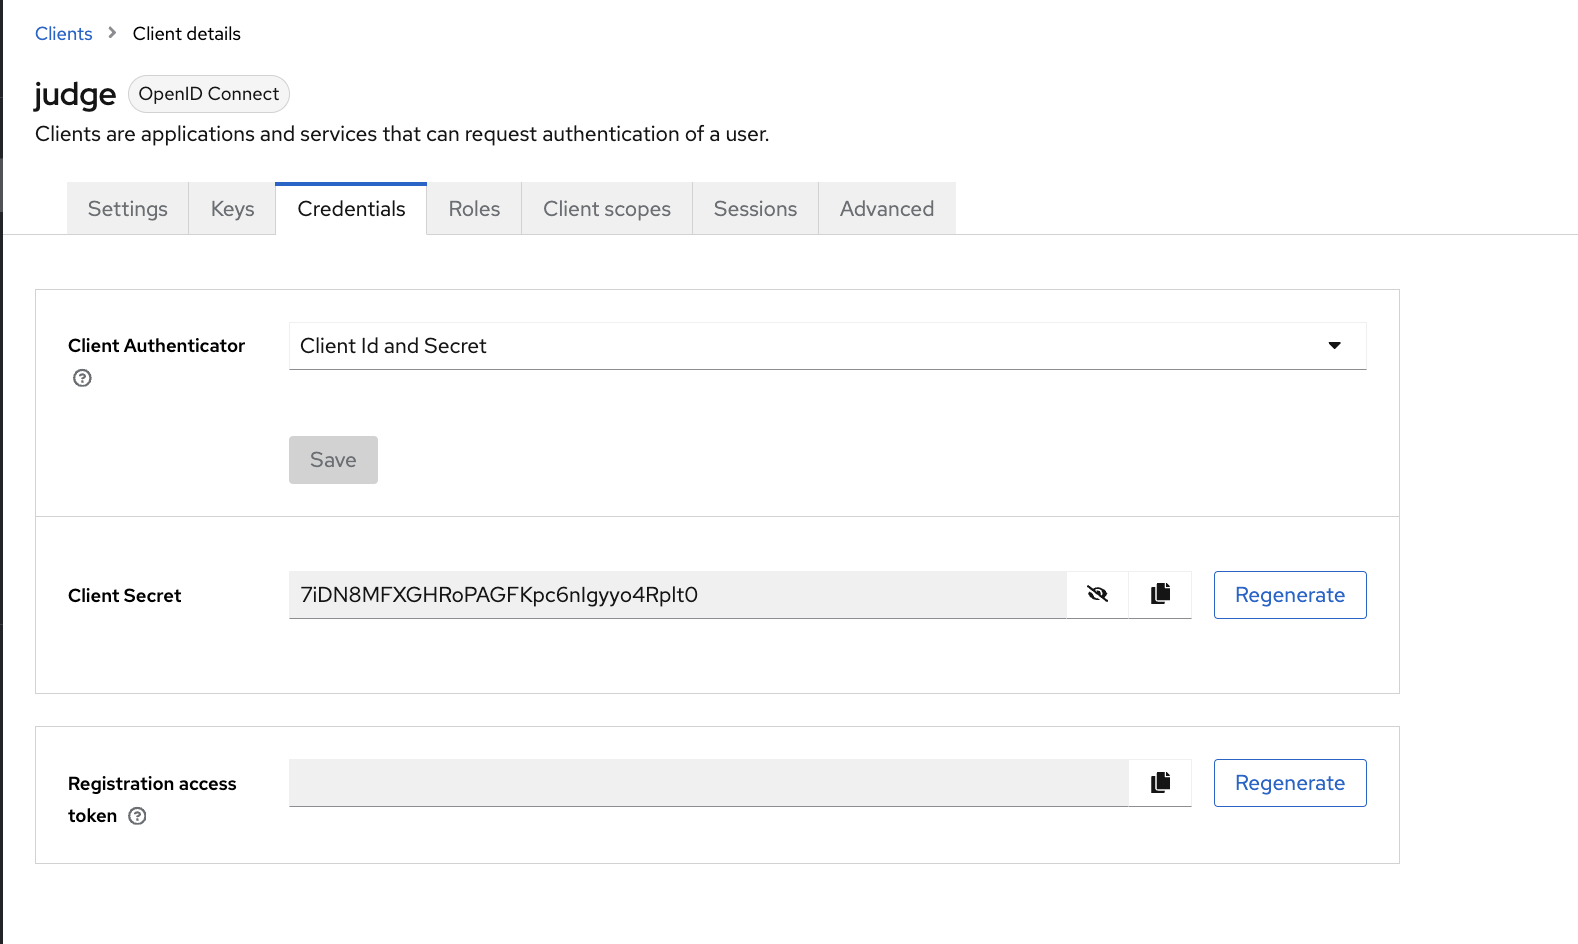 Clients > Client details
judge OpenID Connect
Clients are applications and services that can request authentication of a user.
Settings Keys Credentials Roles Client scopes Sessions Advanced
Client Authenticator Client Id and Secret
Save
Client Secret 7iDN8MFXGHRoPAGFKpc6nIgyyo4Rplt0 Regenerate
Registration access Regenerate
token